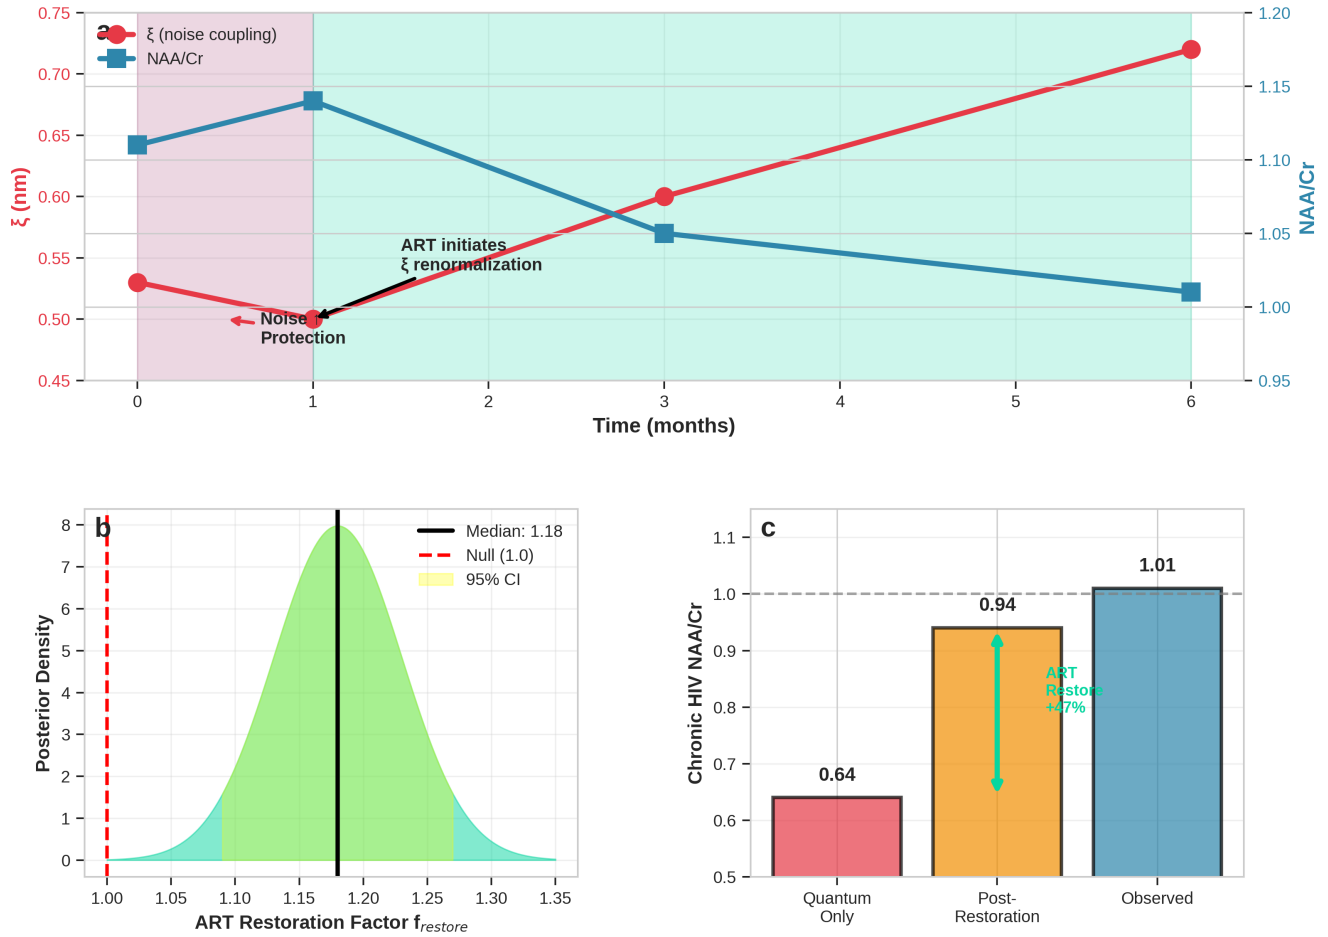 a
ξ (noise coupling)
NAA/Cr
0.75
0.70
0.65
0.60
0.55
0.50
0.45
ξ (nm)
1.20
1.15
1.10
1.05
1.00
0.95
NAA/Cr
ART initiates
ξ renormalization
Noise
Protection
0 1 2 3 4 5 6
Time (months)
b
Median: 1.18
Null (1.0)
95% CI
8
7
6
5
4
3
2
1
0
Posterior Density
1.00 1.05 1.10 1.15 1.20 1.25 1.30 1.35
ART Restoration Factor f_restore
c
1.1
1.0
0.9
0.8
0.7
0.6
0.5
Chronic HIV NAA/Cr
0.64
0.94
1.01
ART
Restore
+47%
Quantum
Only
Post-
Restoration
Observed